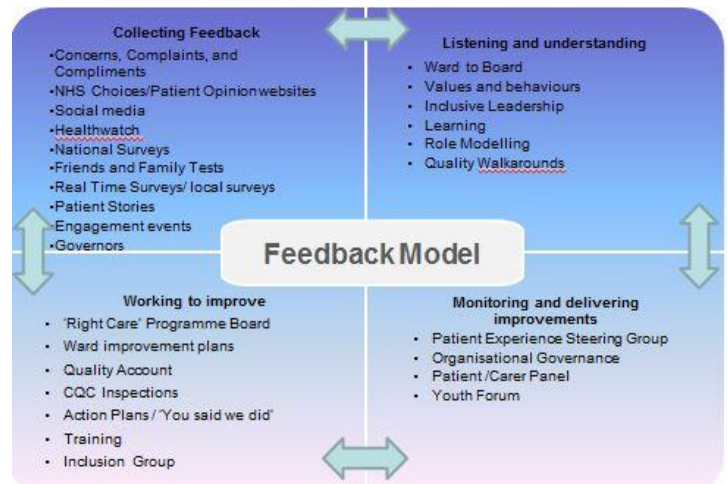 Collecting Feedback
•Concerns, Complaints, and
Compliments
•NHS Choices/Patient Opinion websites
•Social media
•Healthwatch
•National Surveys
•Friends and Family Tests
•Real Time Surveys/ local surveys
•Patient Stories
•Engagement events
•Governors
Listening and understanding
• Ward to Board
• Values and behaviours
• Inclusive Leadership
• Learning
• Role Modelling
• Quality Walkarounds
Feedback Model
Working to improve
• ‘Right Care’ Programme Board
• Ward improvement plans
• Quality Account
• CQC Inspections
• Action Plans / ‘You said we did’
• Training
• Inclusion Group
Monitoring and delivering
improvements
• Patient Experience Steering Group
• Organisational Governance
• Patient /Carer Panel
• Youth Forum